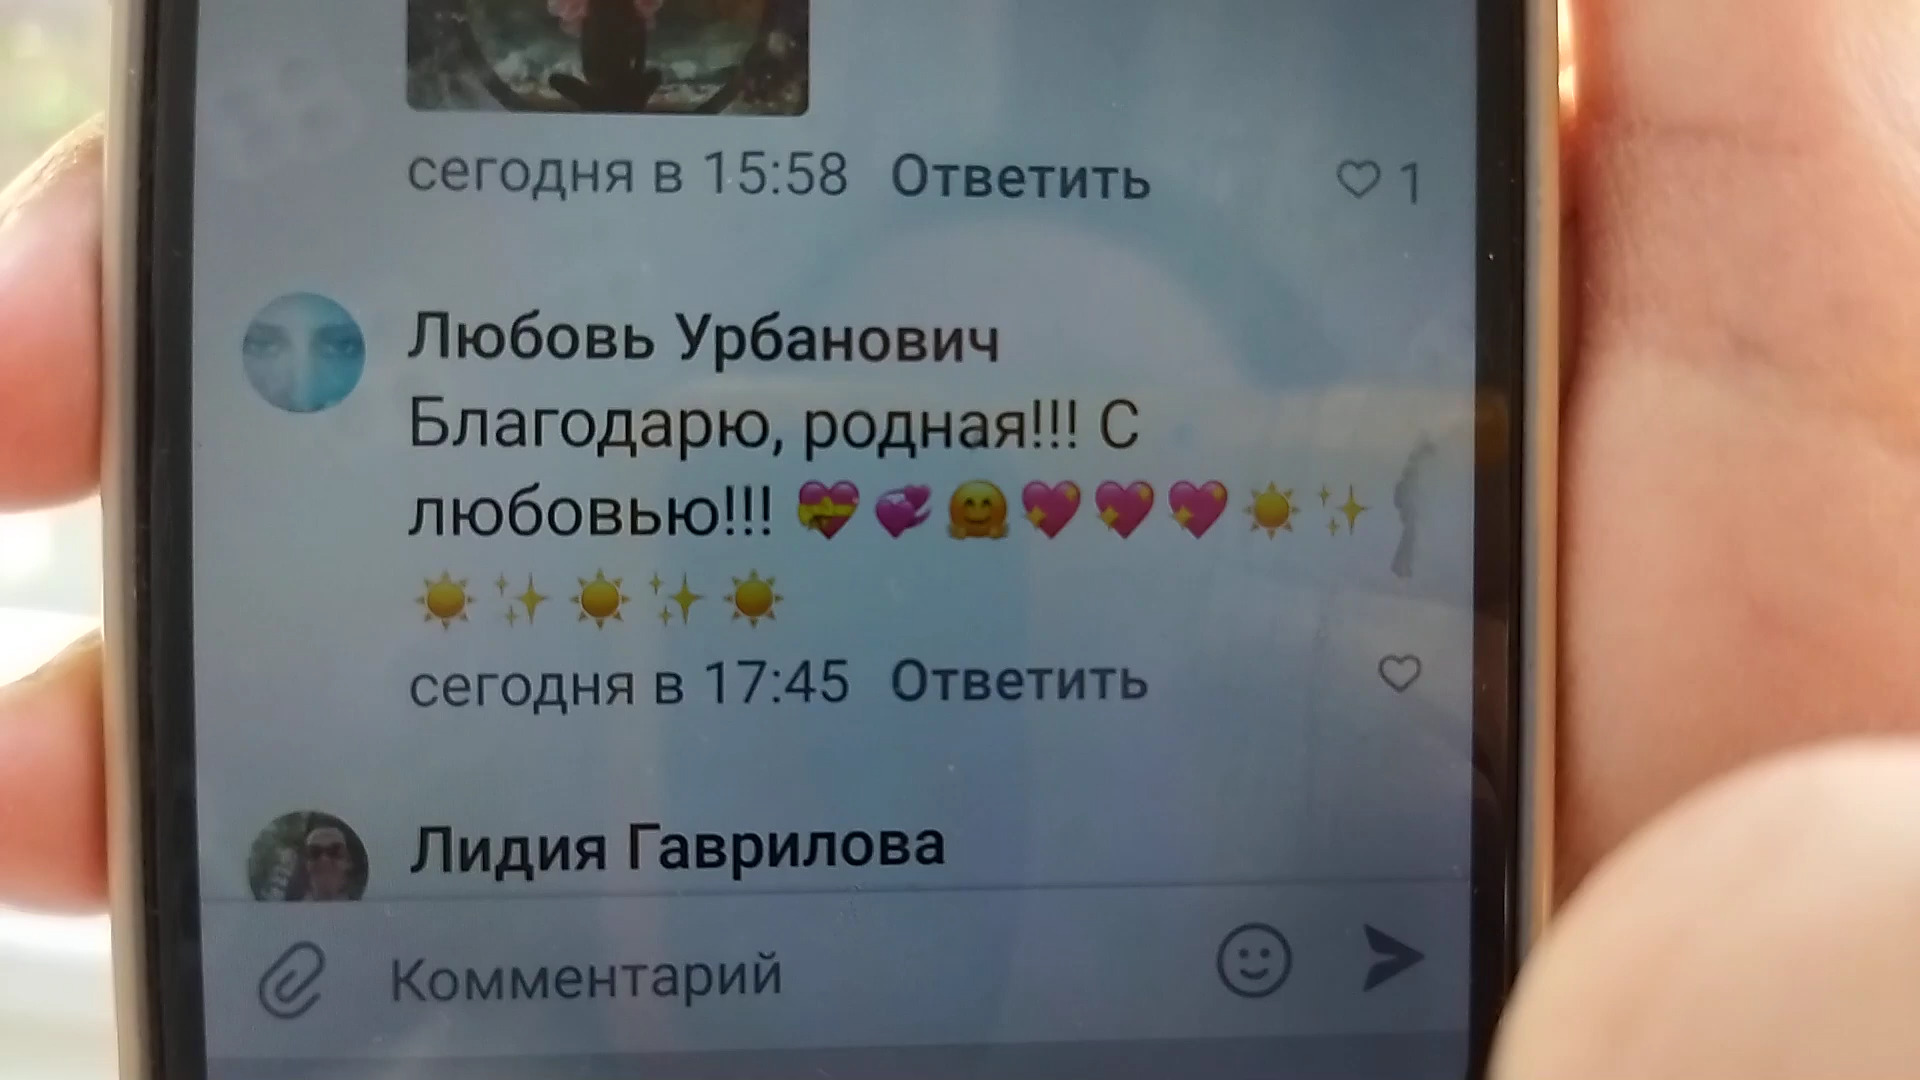 сегодня в 15:58 Ответить 1
Любовь Урбанович
Благодарю, родная!!! С
любовью!!! 💝💞🤗💖💖💖☀️✨
☀️✨☀️✨☀️
сегодня в 17:45 Ответить
Лидия Гаврилова
Комментарий